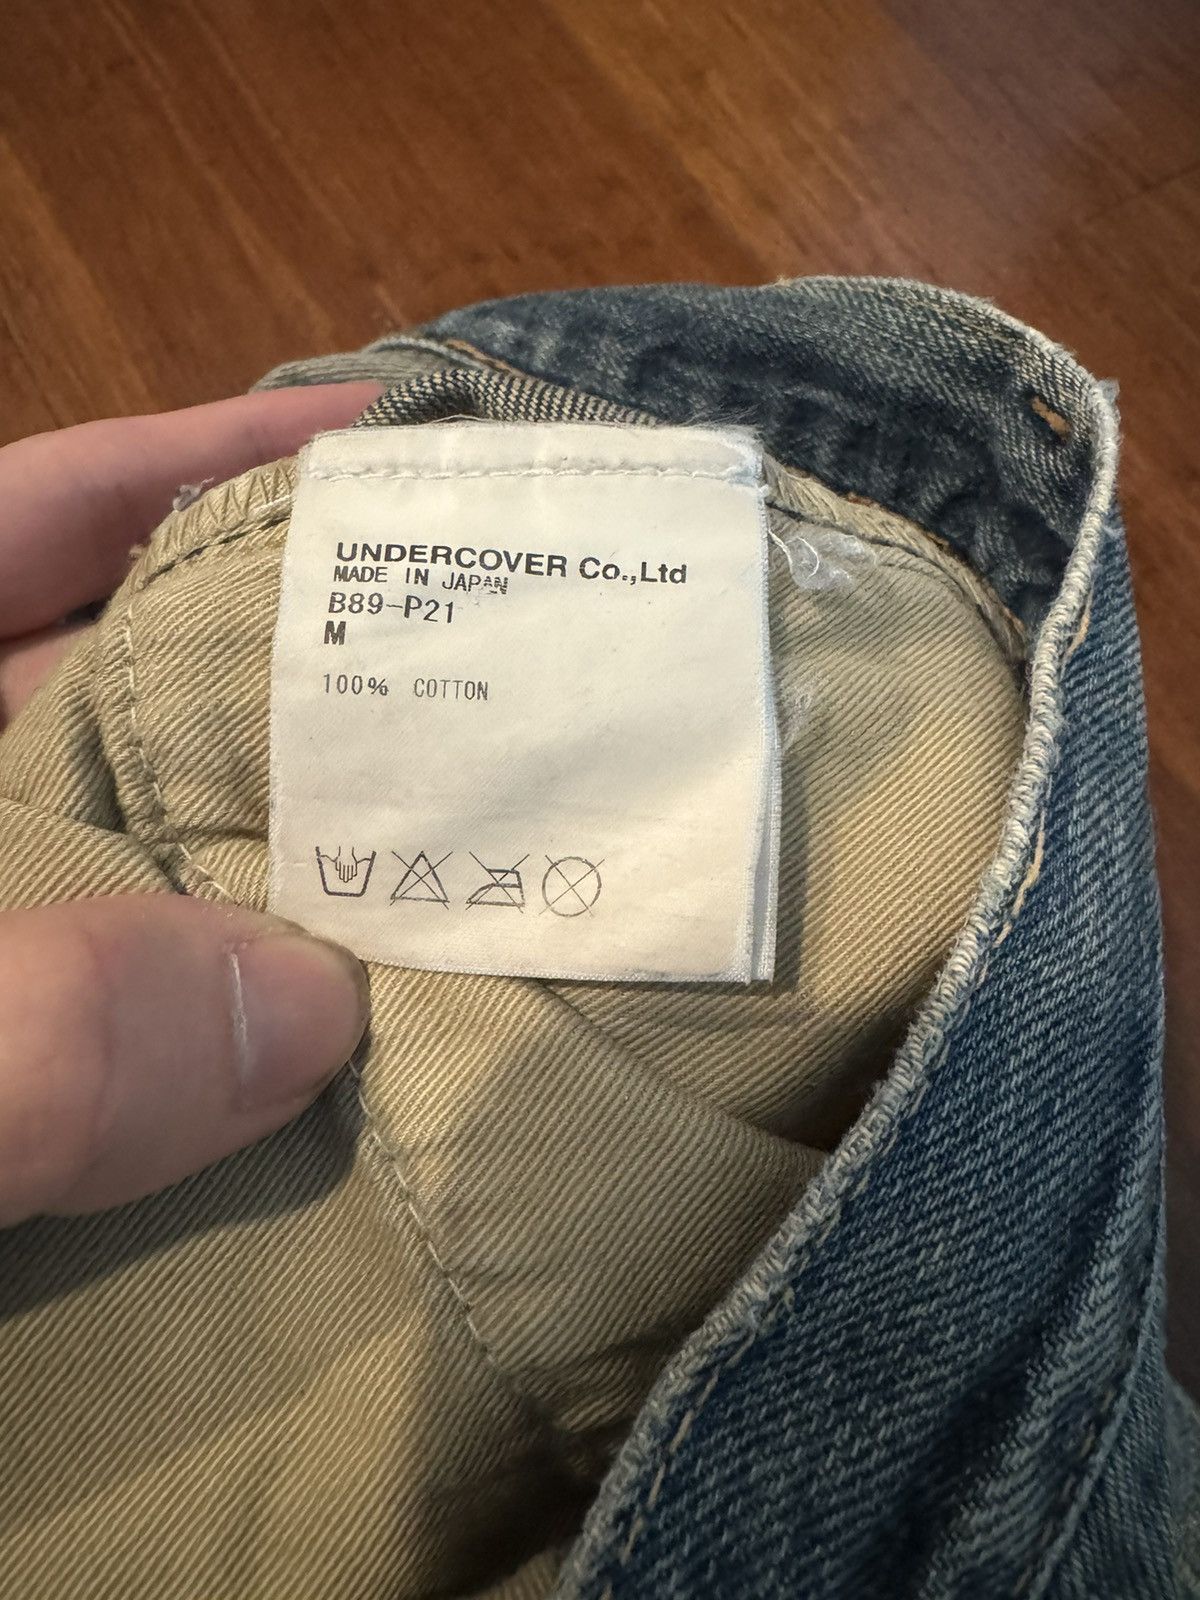 UNDERCOVER Co.,Ltd
MADE IN JAPAN
B89-P21
M
100% COTTON